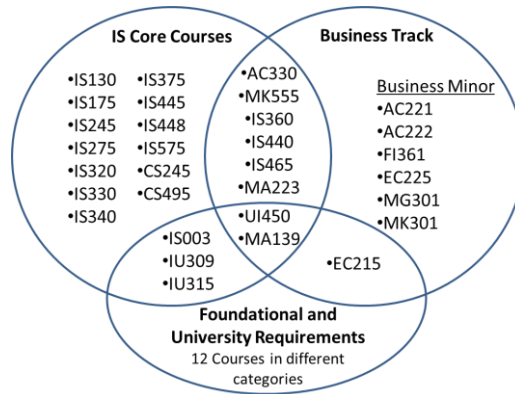 IS Core Courses
Business Track
•IS130
•IS175
•IS245
•IS275
•IS320
•IS330
•IS340
•IS375
•IS445
•IS448
•IS575
•CS245
•CS495
•AC330
•MK555
•IS360
•IS440
•IS465
•MA223
Business Minor
•AC221
•AC222
•FI361
•EC225
•MG301
•MK301
•UI450
•MA139
•IS003
•IU309
•IU315
•EC215
Foundational and
University Requirements
12 Courses in different
categories